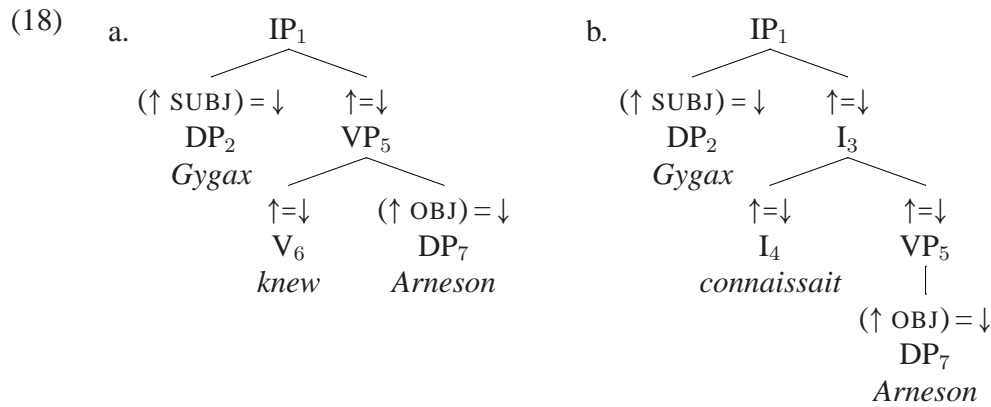 (18) a. IP₁ b. IP₁
(↑ SUBJ) = ↓ ↑=↓ (↑ SUBJ) = ↓ ↑=↓
DP₂ VP₅ DP₂ I₃
Gygax Gygax
↑=↓ (↑ OBJ) = ↓ ↑=↓ ↑=↓
V₆ DP₇ I₄ VP₅
knew Arneson connaissait
(↑ OBJ) = ↓
DP₇
Arneson